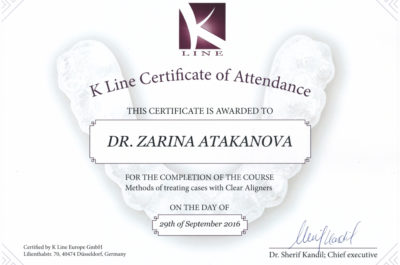 K
LINE
K Line Certificate of Attendance
THIS CERTIFICATE IS AWARDED TO
DR. ZARINA ATAKANOVA
FOR THE COMPLETION OF THE COURSE
Methods of treating cases with Clear Aligners
ON THE DAY OF
29th of September 2016
Certified by K Line Europe GmbH
Lilienthalstr. 70, 40474 Düsseldorf, Germany
Sherif Kandil
Dr. Sherif Kandil; Chief executive